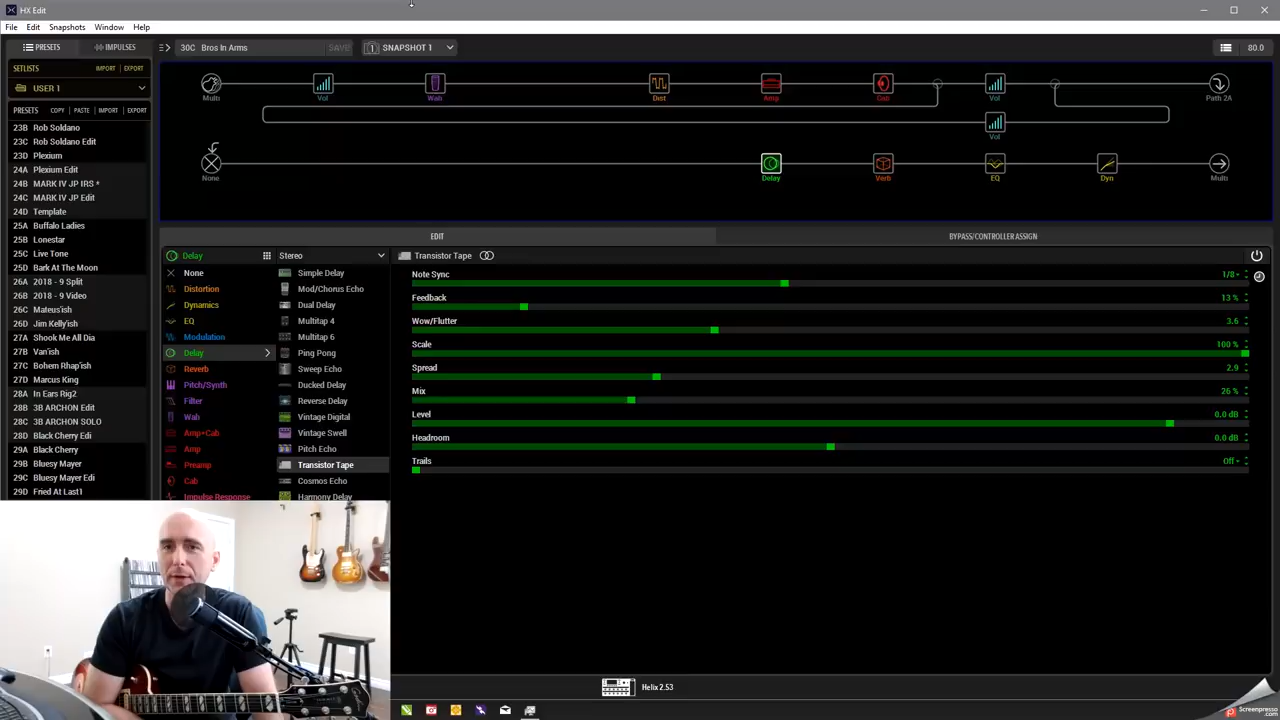 HX Edit
File Edit Snapshots Window Help
PRESETS IMPULSES
30C Bros In Arms SAVE 1 SNAPSHOT 1 80.0
SETLISTS IMPORT EXPORT
USER 1
PRESETS COPY PASTE IMPORT EXPORT
23B Rob Soldano
23C Rob Soldano Edit
23D Plexium
24A Plexium Edit
24B MARK IV JP IRS *
24C MARK IV JP Edit
24D Template
25A Buffalo Ladies
25B Lonestar
25C Live Tone
25D Bark At The Moon
26A 2018 - 9 Split
26B 2018 - 9 Video
26C Mateus'ish
26D Jim Kelly'ish
27A Shook Me All Dia
27B Van'ish
27C Bohem Rhap'ish
27D Marcus King
28A In Ears Rig2
28B 3B ARCHON Edit
28C 3B ARCHON SOLO
28D Black Cherry Edi
29A Black Cherry
29B Bluesy Mayer
29C Bluesy Mayer Edi
29D Fried At Last1
Multi Vol Wah Dist Amp Cab Vol Path 2A
Vol
None Delay Verb EQ Dyn Multi
EDIT BYPASS/CONTROLLER ASSIGN
Delay Stereo
None
Distortion
Dynamics
EQ
Modulation
Delay
Reverb
Pitch/Synth
Filter
Wah
Amp+Cab
Amp
Preamp
Cab
Impulse Response
Simple Delay
Mod/Chorus Echo
Dual Delay
Multitap 4
Multitap 6
Ping Pong
Sweep Echo
Ducked Delay
Reverse Delay
Vintage Digital
Vintage Swell
Pitch Echo
Transistor Tape
Cosmos Echo
Harmony Delay
Transistor Tape
Note Sync 1/8
Feedback 13 %
Wow/Flutter 3.6
Scale 100 %
Spread 2.9
Mix 26 %
Level 0.0 dB
Headroom 0.0 dB
Trails Off
Helix 2.53
Screenpresso
.com